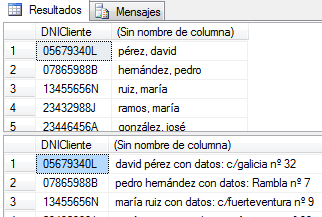 Resultados Mensajes
DNICliente (Sin nombre de columna)
1 05679340L pérez, david
2 07865988B hernández, pedro
3 13455656N ruiz, maría
4 23432988J ramos, maría
5 23446456A gonzález, josé
DNICliente (Sin nombre de columna)
1 05679340L david pérez con datos: c/galicia nº 32
2 07865988B pedro hernández con datos: Rambla nº 7
3 13455656N maría ruiz con datos: c/fuerteventura nº 9